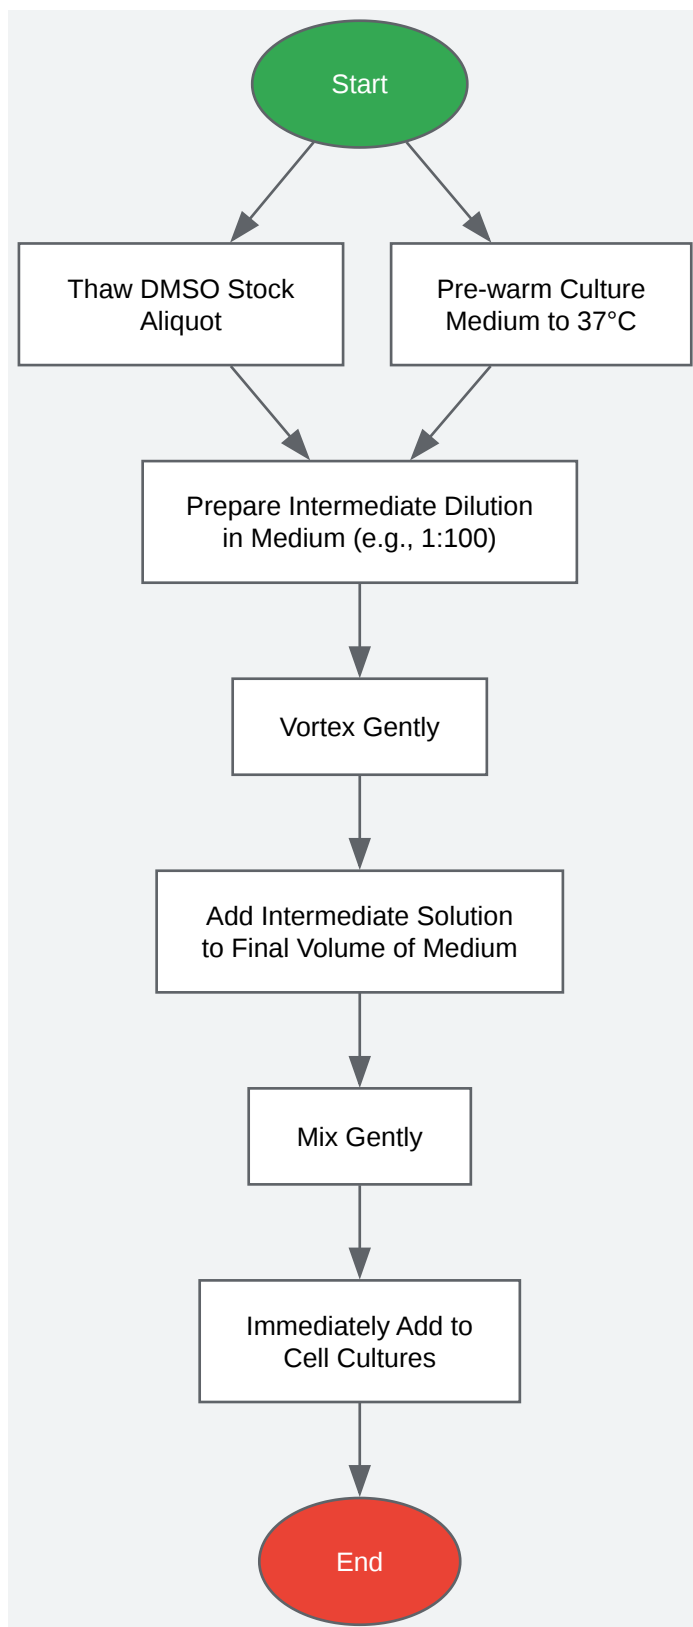 Start
Thaw DMSO Stock
Aliquot
Pre-warm Culture
Medium to 37°C
Prepare Intermediate Dilution
in Medium (e.g., 1:100)
Vortex Gently
Add Intermediate Solution
to Final Volume of Medium
Mix Gently
Immediately Add to
Cell Cultures
End